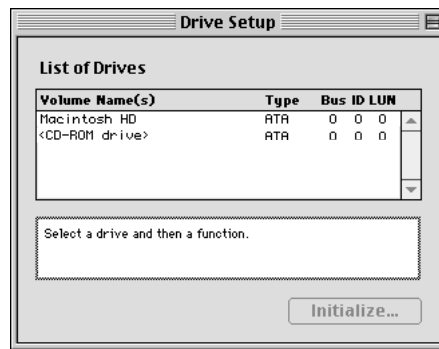 Drive Setup
List of Drives
Volume Name(s) Type Bus ID LUN
Macintosh HD ATA 0 0 0
<CD-ROM drive> ATA 0 0 0
Select a drive and then a function.
Initialize...